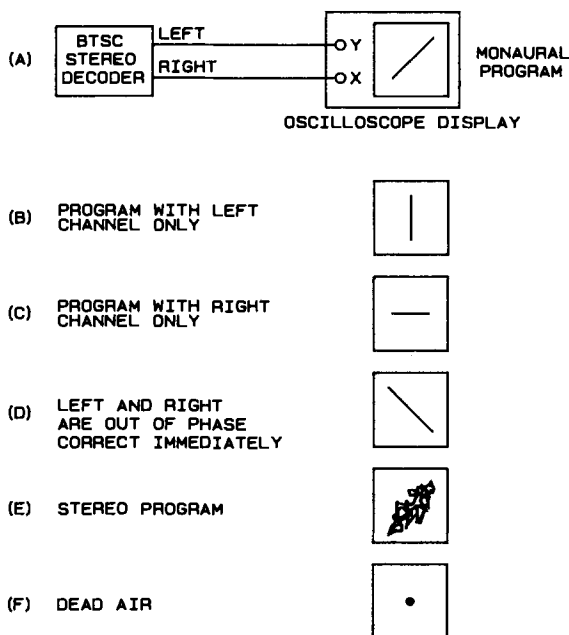 (A)
BTSC
STEREO
DECODER
LEFT
RIGHT
Y
X
MONAURAL
PROGRAM
OSCILLOSCOPE DISPLAY
(B) PROGRAM WITH LEFT
CHANNEL ONLY
(C) PROGRAM WITH RIGHT
CHANNEL ONLY
(D) LEFT AND RIGHT
ARE OUT OF PHASE
CORRECT IMMEDIATELY
(E) STEREO PROGRAM
(F) DEAD AIR